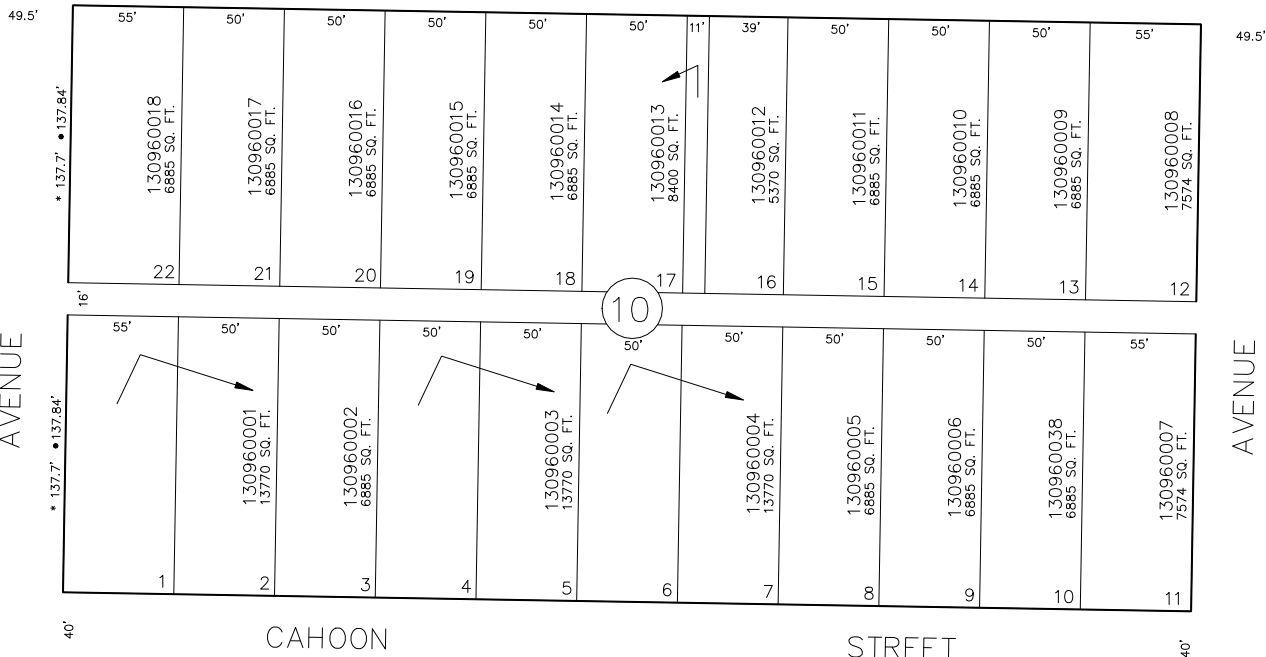 49.5' 55' 50' 50' 50' 50' 50' 11' 39' 50' 50' 50' 55' 49.5'
* 137.7' ●137.84'
130960018
6885 SQ. FT.
130960017
6885 SQ. FT.
130960016
6885 SQ. FT.
130960015
6885 SQ. FT.
130960014
6885 SQ. FT.
130960013
8400 SQ. FT.
130960012
5370 SQ. FT.
130960011
6885 SQ. FT.
130960010
6885 SQ. FT.
130960009
6885 SQ. FT.
130960008
7574 SQ. FT.
22 21 20 19 18 17 16 15 14 13 12
16'
10
55' 50' 50' 50' 50' 50' 50' 50' 50' 50' 55'
AVENUE
* 137.7' ●137.84'
130960001
13770 SQ. FT.
130960002
6885 SQ. FT.
130960003
13770 SQ. FT.
130960004
13770 SQ. FT.
130960005
6885 SQ. FT.
130960006
6885 SQ. FT.
130960038
6885 SQ. FT.
130960007
7574 SQ. FT.
AVENUE
1 2 3 4 5 6 7 8 9 10 11
40' CAHOON STREET 40'